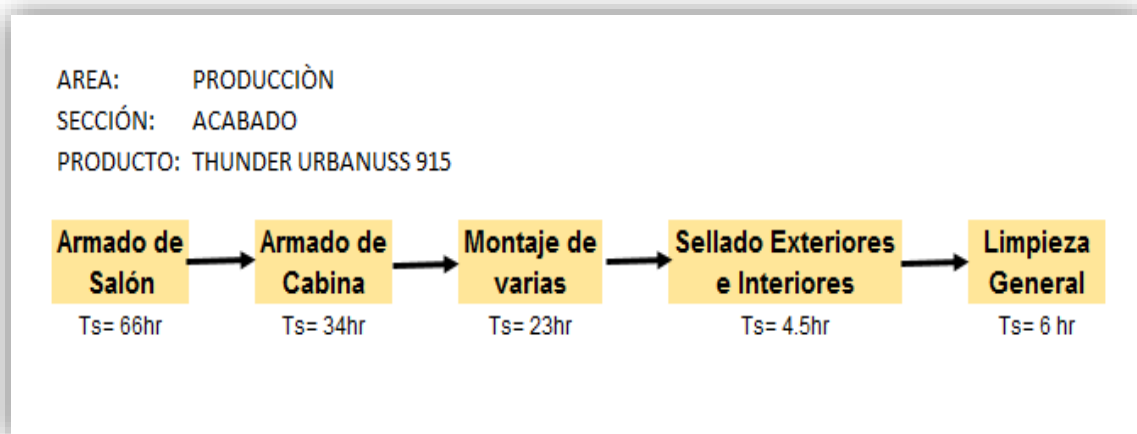 AREA: PRODUCCIÒN
SECCIÓN: ACABADO
PRODUCTO: THUNDER URBANUSS 915
Armado de
Salón
Ts= 66hr
Armado de
Cabina
Ts= 34hr
Montaje de
varias
Ts= 23hr
Sellado Exteriores
e Interiores
Ts= 4.5hr
Limpieza
General
Ts= 6 hr